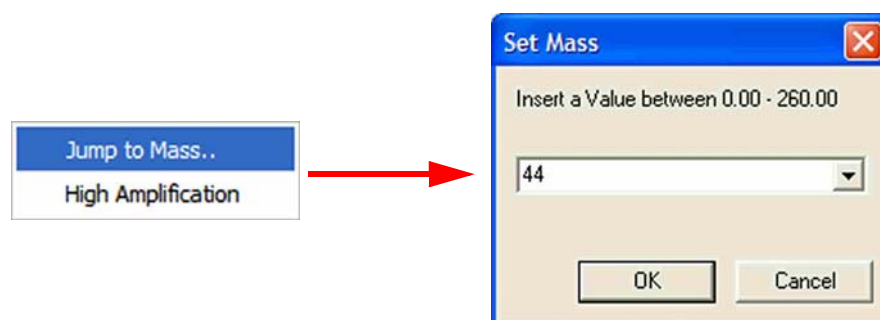 Jump to Mass..
High Amplification
Set Mass
Insert a Value between 0.00 - 260.00
44
OK
Cancel